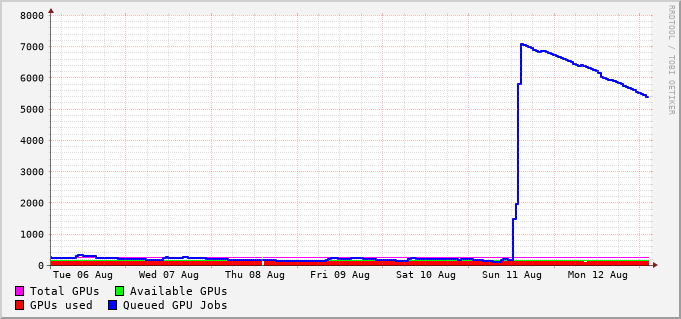 8000
7000
6000
5000
4000
3000
2000
1000
0
Tue 06 Aug Wed 07 Aug Thu 08 Aug Fri 09 Aug Sat 10 Aug Sun 11 Aug Mon 12 Aug
Total GPUs Available GPUs
GPUs used Queued GPU Jobs
RRDTOOL / TOBI OETIKER